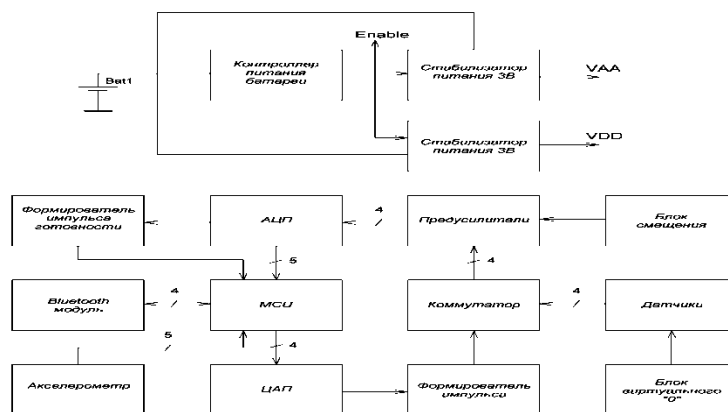 Enable
Контроллер
питания
батареи
Стабилизатор
питания 3В
VAA
Bat1
Стабилизатор
питания 3В
VDD
Формирователь
импульса
готовности
АЦП
4
Предусилители
Блок
смещения
5
4
Bluetooth
модуль
4
MCU
Коммутатор
4
Датчики
5
4
Акселерометр
ЦАП
Формирователь
импульса
Блок
виртуального
"0"